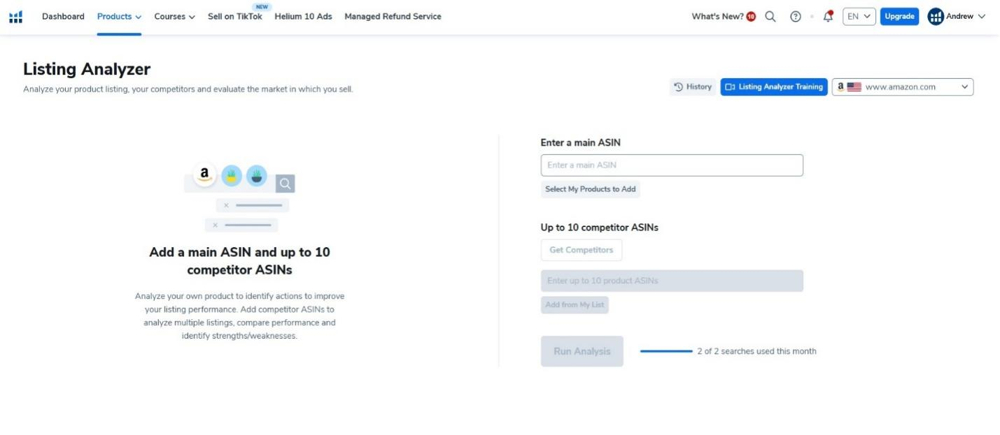 NEW
Dashboard Products Courses Sell on TikTok Helium 10 Ads Managed Refund Service What's New? 10 EN Upgrade Andrew
Listing Analyzer
Analyze your product listing, your competitors and evaluate the market in which you sell.
History Listing Analyzer Training a www.amazon.com
Enter a main ASIN
Enter a main ASIN
Select My Products to Add
a
Add a main ASIN and up to 10
competitor ASINs
Analyze your own product to identify actions to improve
your listing performance. Add competitor ASINs to
analyze multiple listings, compare performance and
identify strengths/weaknesses.
Up to 10 competitor ASINs
Get Competitors
Enter up to 10 product ASINs
Add from My List
Run Analysis 2 of 2 searches used this month